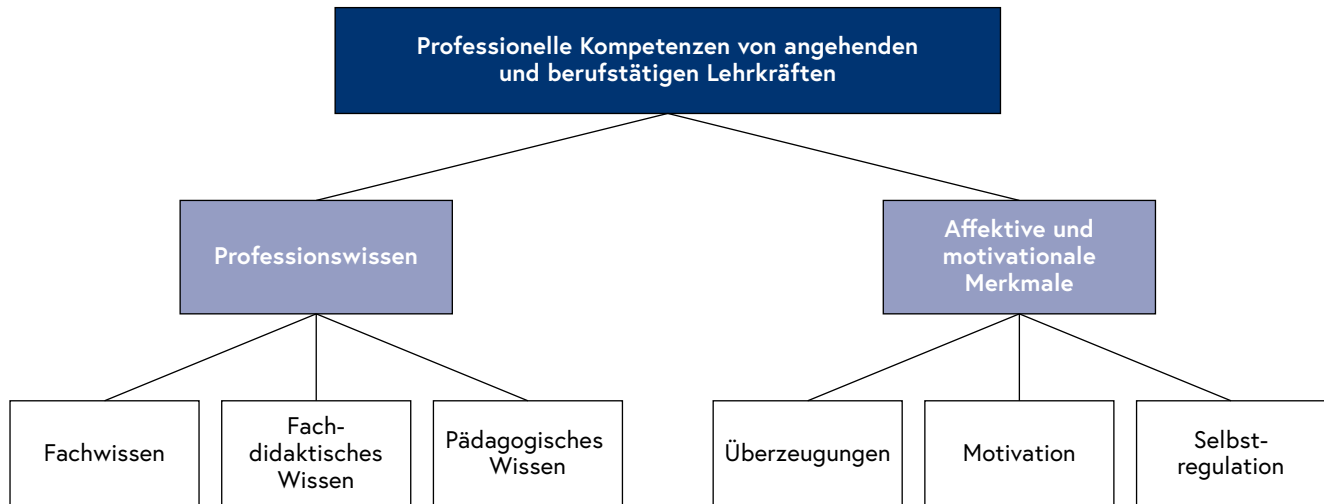 Professionelle Kompetenzen von angehenden
und berufstätigen Lehrkräften
Professionswissen
Affektive und
motivationale
Merkmale
Fachwissen
Fach-
didaktisches
Wissen
Pädagogisches
Wissen
Überzeugungen
Motivation
Selbst-
regulation